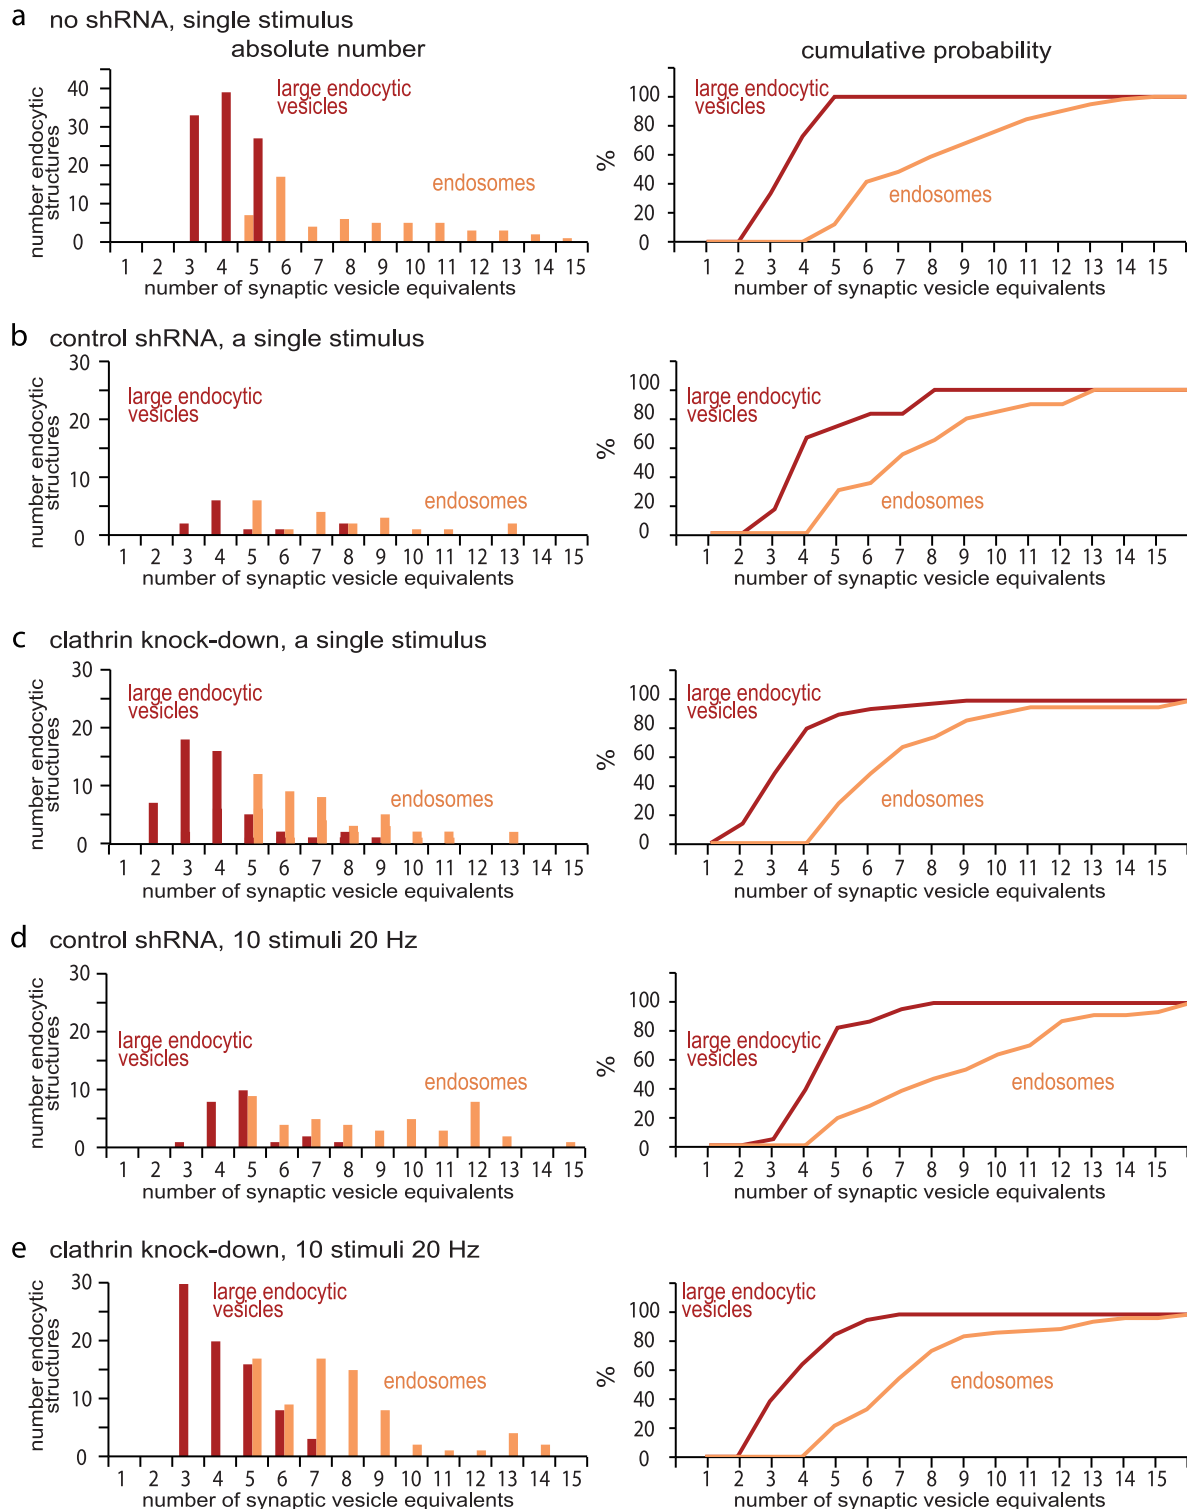 a no shRNA, single stimulus
absolute number
cumulative probability
number endocytic
structures
40
30
20
10
0
large endocytic
vesicles
endosomes
1 2 3 4 5 6 7 8 9 10 11 12 13 14 15
number of synaptic vesicle equivalents
%
100
80
60
40
20
0
large endocytic
vesicles
endosomes
1 2 3 4 5 6 7 8 9 10 11 12 13 14 15
number of synaptic vesicle equivalents
b control shRNA, a single stimulus
number endocytic
structures
30
20
10
0
large endocytic
vesicles
endosomes
1 2 3 4 5 6 7 8 9 10 11 12 13 14 15
number of synaptic vesicle equivalents
%
100
80
60
40
20
0
large endocytic
vesicles
endosomes
1 2 3 4 5 6 7 8 9 10 11 12 13 14 15
number of synaptic vesicle equivalents
c clathrin knock-down, a single stimulus
number endocytic
structures
30
20
10
0
large endocytic
vesicles
endosomes
1 2 3 4 5 6 7 8 9 10 11 12 13 14 15
number of synaptic vesicle equivalents
%
100
80
60
40
20
0
large endocytic
vesicles
endosomes
1 2 3 4 5 6 7 8 9 10 11 12 13 14 15
number of synaptic vesicle equivalents
d control shRNA, 10 stimuli 20 Hz
number endocytic
structures
30
20
10
0
large endocytic
vesicles
endosomes
1 2 3 4 5 6 7 8 9 10 11 12 13 14 15
number of synaptic vesicle equivalents
%
100
80
60
40
20
0
large endocytic
vesicles
endosomes
1 2 3 4 5 6 7 8 9 10 11 12 13 14 15
number of synaptic vesicle equivalents
e clathrin knock-down, 10 stimuli 20 Hz
number endocytic
structures
30
20
10
0
large endocytic
vesicles
endosomes
1 2 3 4 5 6 7 8 9 10 11 12 13 14 15
number of synaptic vesicle equivalents
%
100
80
60
40
20
0
large endocytic
vesicles
endosomes
1 2 3 4 5 6 7 8 9 10 11 12 13 14 15
number of synaptic vesicle equivalents